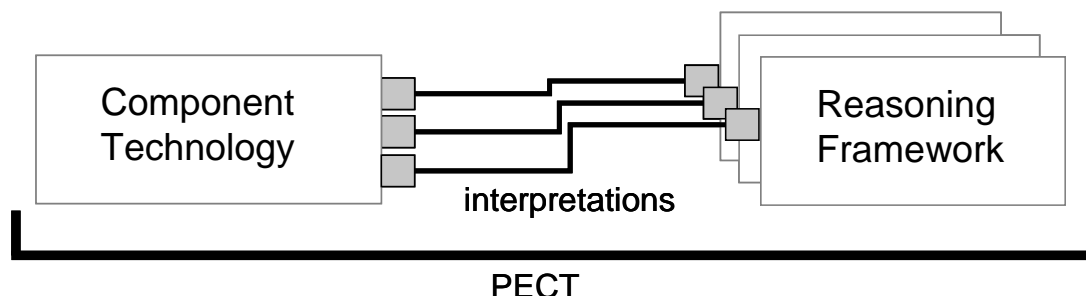 Component
Technology
Reasoning
Framework
interpretations
PECT